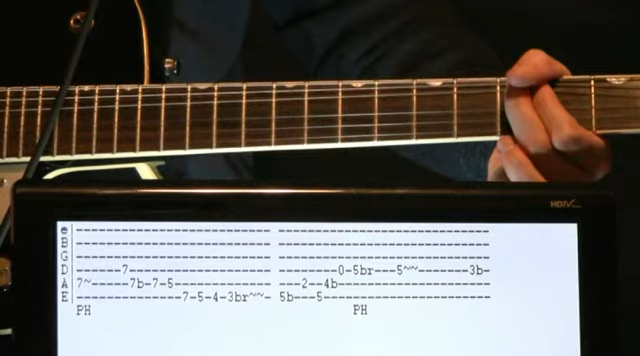 HDTV
e|-------------------------- ---------------------------
B|-------------------------- ---------------------------
G|-------------------------- ---------------------------
D|------7------------------- --------0-5br---5~~-------3b-
A|7~-----7b-7-5------------- ---2--4b-------------------
E|--------------7-5-4-3br~~- 5b---5---------------------
PH PH